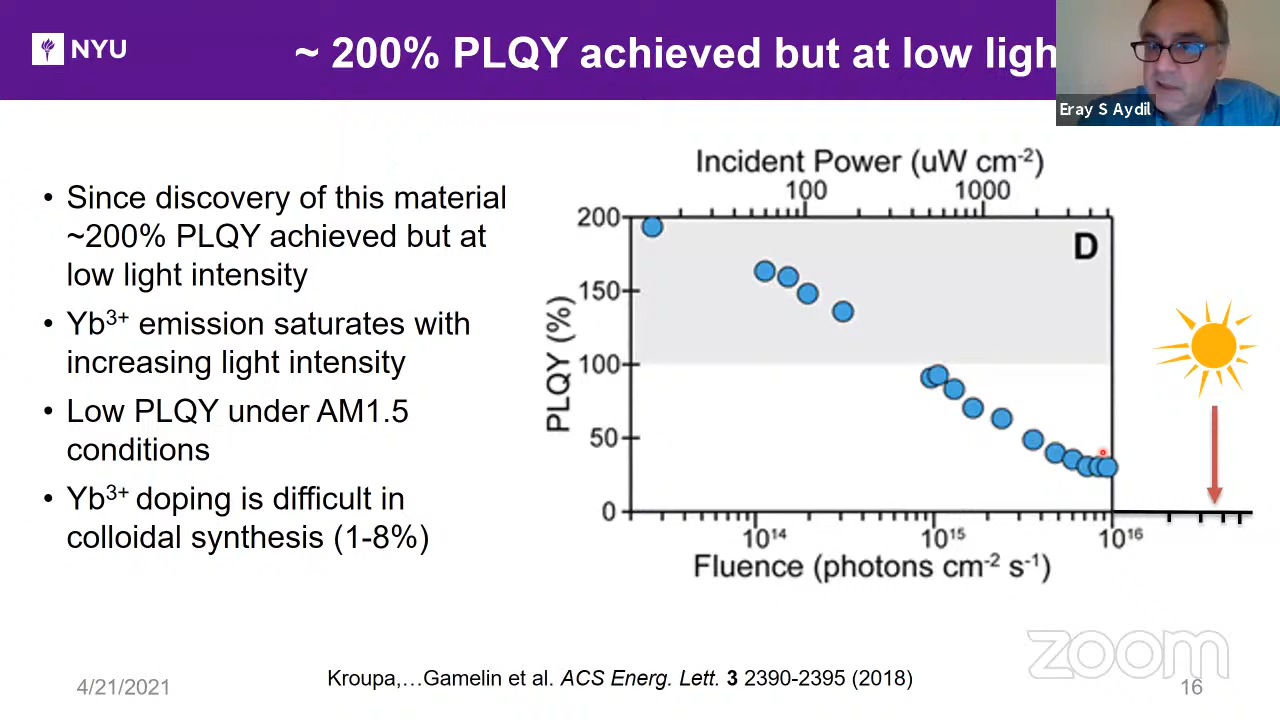 NYU
~ 200% PLQY achieved but at low ligh
Eray S Aydil
• Since discovery of this material
~200% PLQY achieved but at
low light intensity
• Yb³⁺ emission saturates with
increasing light intensity
• Low PLQY under AM1.5
conditions
• Yb³⁺ doping is difficult in
colloidal synthesis (1-8%)
Incident Power (uW cm⁻²)
100 1000
200
150
100
50
0
PLQY (%)
D
10¹⁴ 10¹⁵ 10¹⁶
Fluence (photons cm⁻² s⁻¹)
Kroupa,…Gamelin et al. ACS Energ. Lett. 3 2390-2395 (2018)
zoom
4/21/2021
16